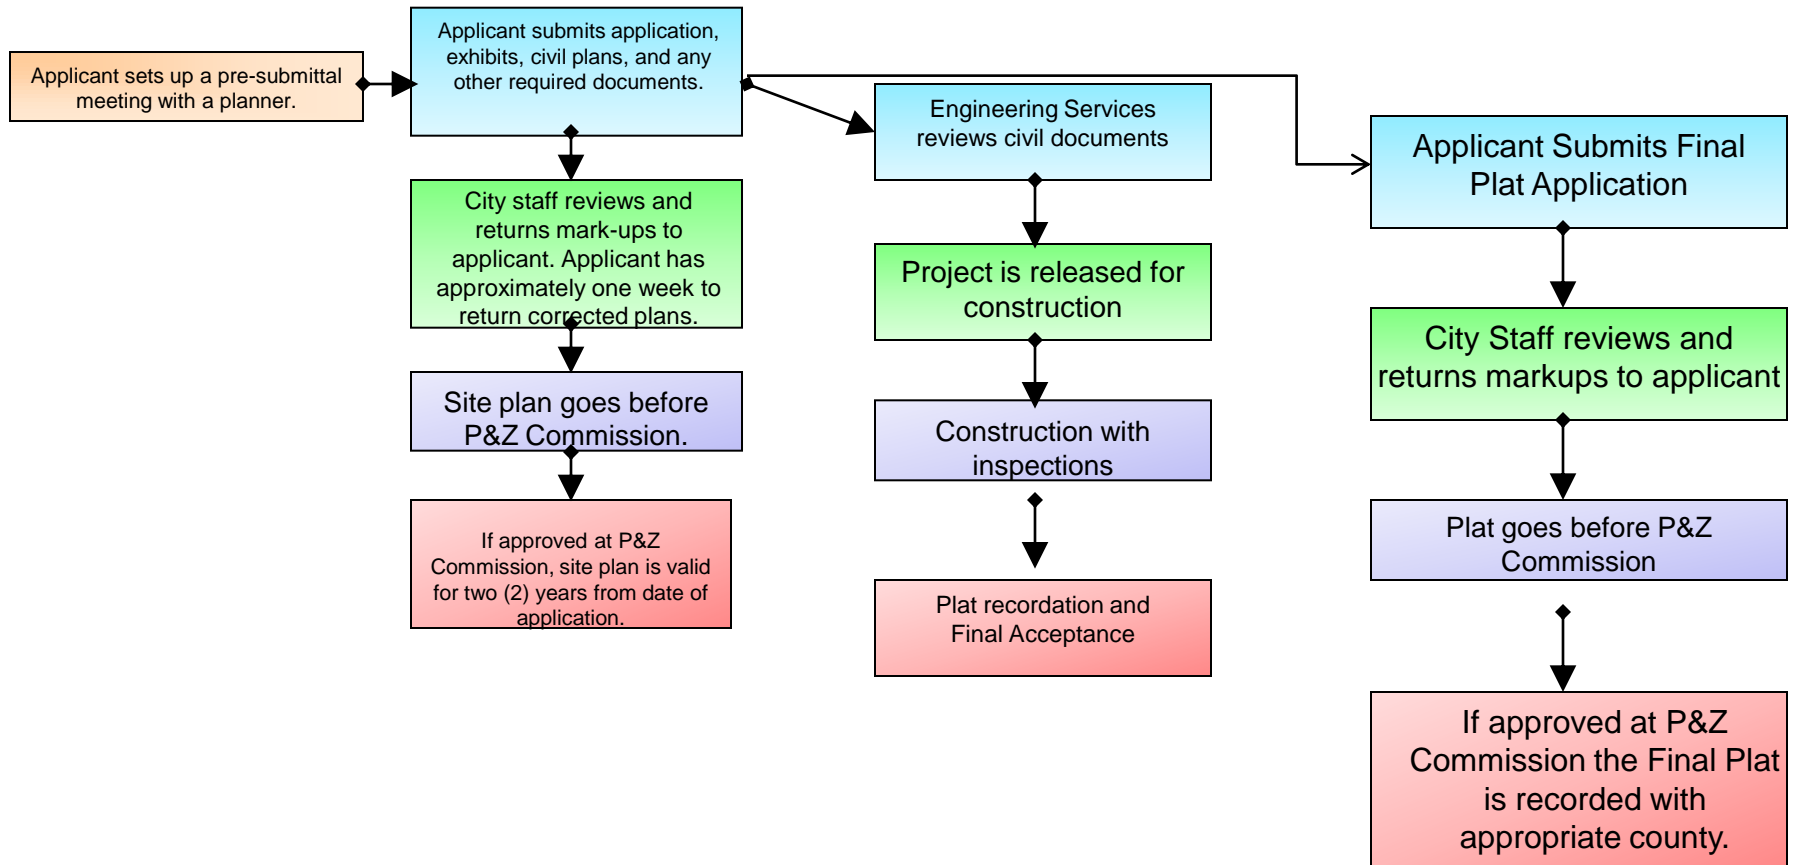 Applicant sets up a pre-submittal
meeting with a planner.
Applicant submits application,
exhibits, civil plans, and any
other required documents.
City staff reviews and
returns mark-ups to
applicant. Applicant has
approximately one week to
return corrected plans.
Site plan goes before
P&Z Commission.
If approved at P&Z
Commission, site plan is valid
for two (2) years from date of
application.
Engineering Services
reviews civil documents
Project is released for
construction
Construction with
inspections
Plat recordation and
Final Acceptance
Applicant Submits Final
Plat Application
City Staff reviews and
returns markups to applicant
Plat goes before P&Z
Commission
If approved at P&Z
Commission the Final Plat
is recorded with
appropriate county.